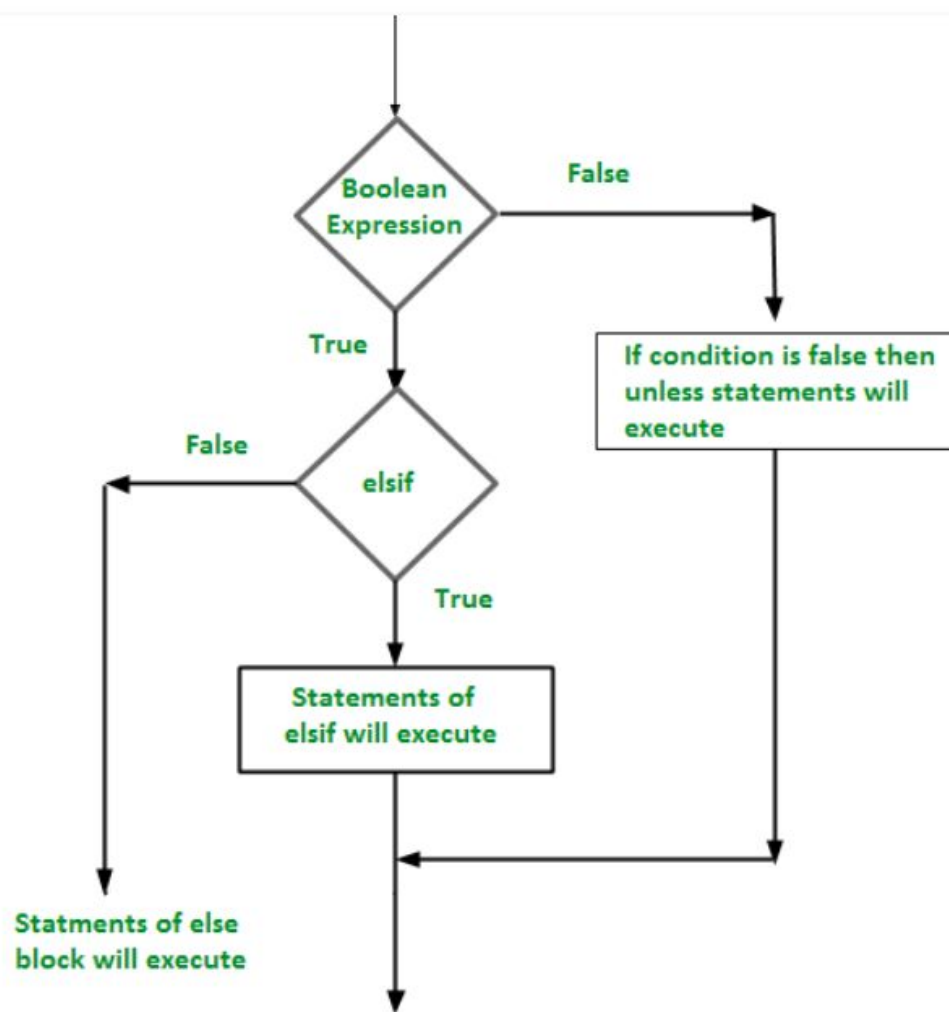 Boolean
Expression
False
True
If condition is false then
unless statements will
execute
False
elsif
True
Statements of
elsif will execute
Statments of else
block will execute